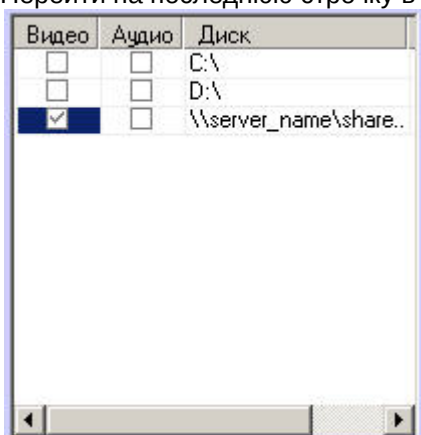 Перейти на последнюю строчку в
Видео Аудио Диск
C:\
D:\
\\server_name\share..